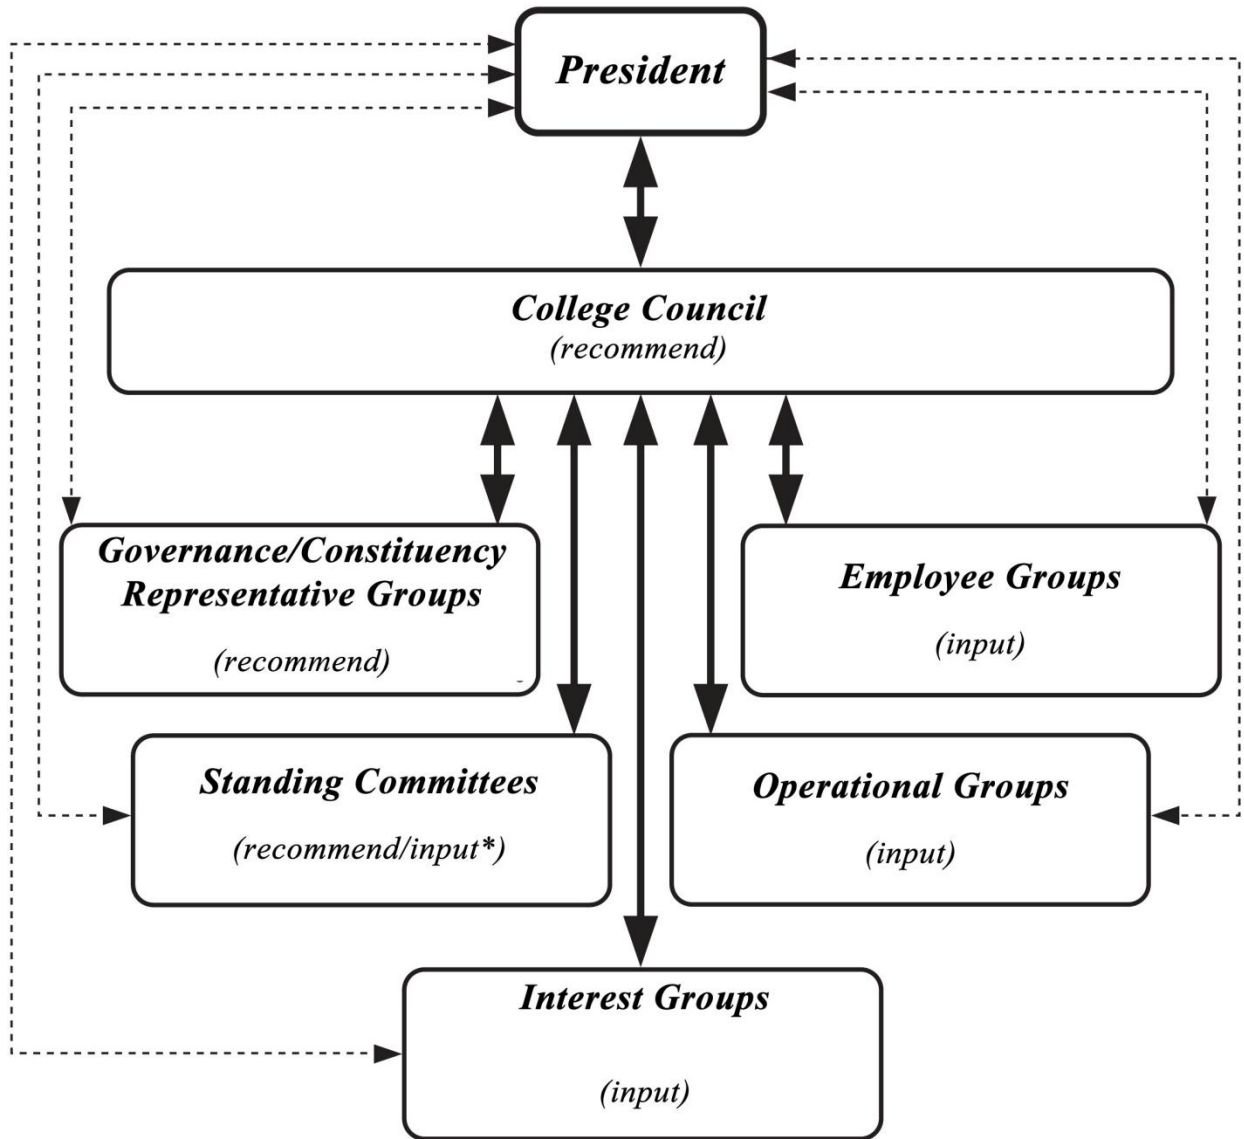 President
College Council
(recommend)
Governance/Constituency
Representative Groups
(recommend)
Employee Groups
(input)
Standing Committees
(recommend/input*)
Operational Groups
(input)
Interest Groups
(input)